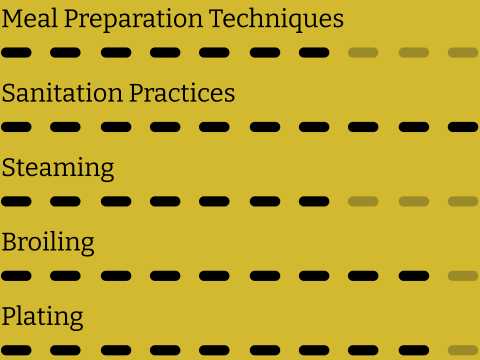 Meal Preparation Techniques
Sanitation Practices
Steaming
Broiling
Plating